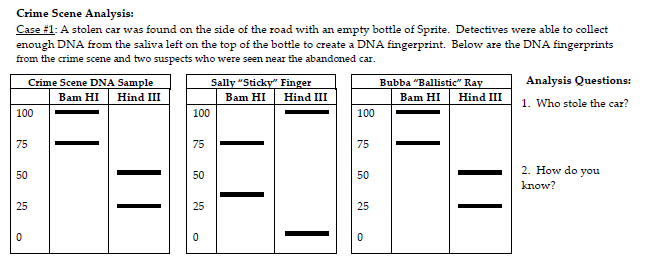 Crime Scene Analysis:
Case #1: A stolen car was found on the side of the road with an empty bottle of Sprite.  Detectives were able to collect
enough DNA from the saliva left on the top of the bottle to create a DNA fingerprint.  Below are the DNA fingerprints
from the crime scene and two suspects who were seen near the abandoned car.
Crime Scene DNA Sample
Bam HI Hind III
100
75
50
25
0
Sally "Sticky" Finger
Bam HI Hind III
100
75
50
25
0
Bubba "Ballistic" Ray
Bam HI Hind III
100
75
50
25
0
Analysis Questions:
1.  Who stole the car?
2.  How do you
know?